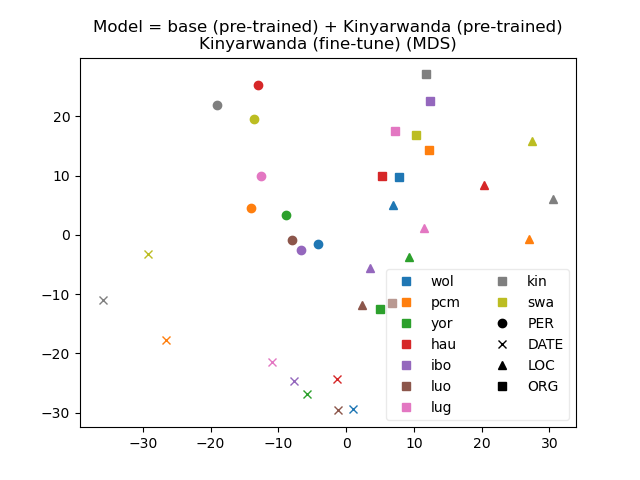 Model = base (pre-trained) + Kinyarwanda (pre-trained)
Kinyarwanda (fine-tune) (MDS)
20
10
0
−10
−20
−30
−30
−20
−10
0
10
20
30
wol
pcm
yor
hau
ibo
luo
lug
kin
swa
PER
DATE
LOC
ORG